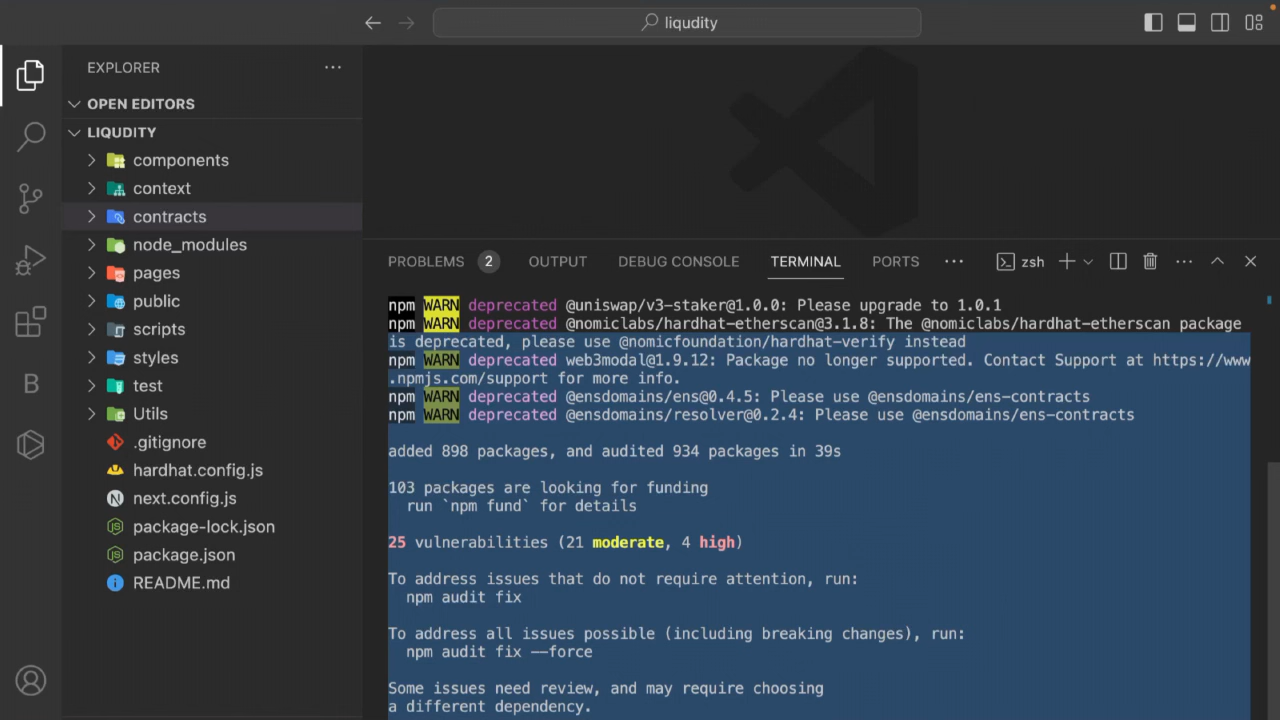 liqudity
EXPLORER
OPEN EDITORS
LIQUDITY
components
context
contracts
node_modules
pages
public
scripts
styles
test
Utils
.gitignore
hardhat.config.js
next.config.js
package-lock.json
package.json
README.md
B
PROBLEMS 2 OUTPUT DEBUG CONSOLE TERMINAL PORTS zsh
npm WARN deprecated @uniswap/v3-staker@1.0.0: Please upgrade to 1.0.1
npm WARN deprecated @nomiclabs/hardhat-etherscan@3.1.8: The @nomiclabs/hardhat-etherscan package
is deprecated, please use @nomicfoundation/hardhat-verify instead
npm WARN deprecated web3modal@1.9.12: Package no longer supported. Contact Support at https://www
.npmjs.com/support for more info.
npm WARN deprecated @ensdomains/ens@0.4.5: Please use @ensdomains/ens-contracts
npm WARN deprecated @ensdomains/resolver@0.2.4: Please use @ensdomains/ens-contracts
added 898 packages, and audited 934 packages in 39s
103 packages are looking for funding
run `npm fund` for details
25 vulnerabilities (21 moderate, 4 high)
To address issues that do not require attention, run:
npm audit fix
To address all issues possible (including breaking changes), run:
npm audit fix --force
Some issues need review, and may require choosing
a different dependency.